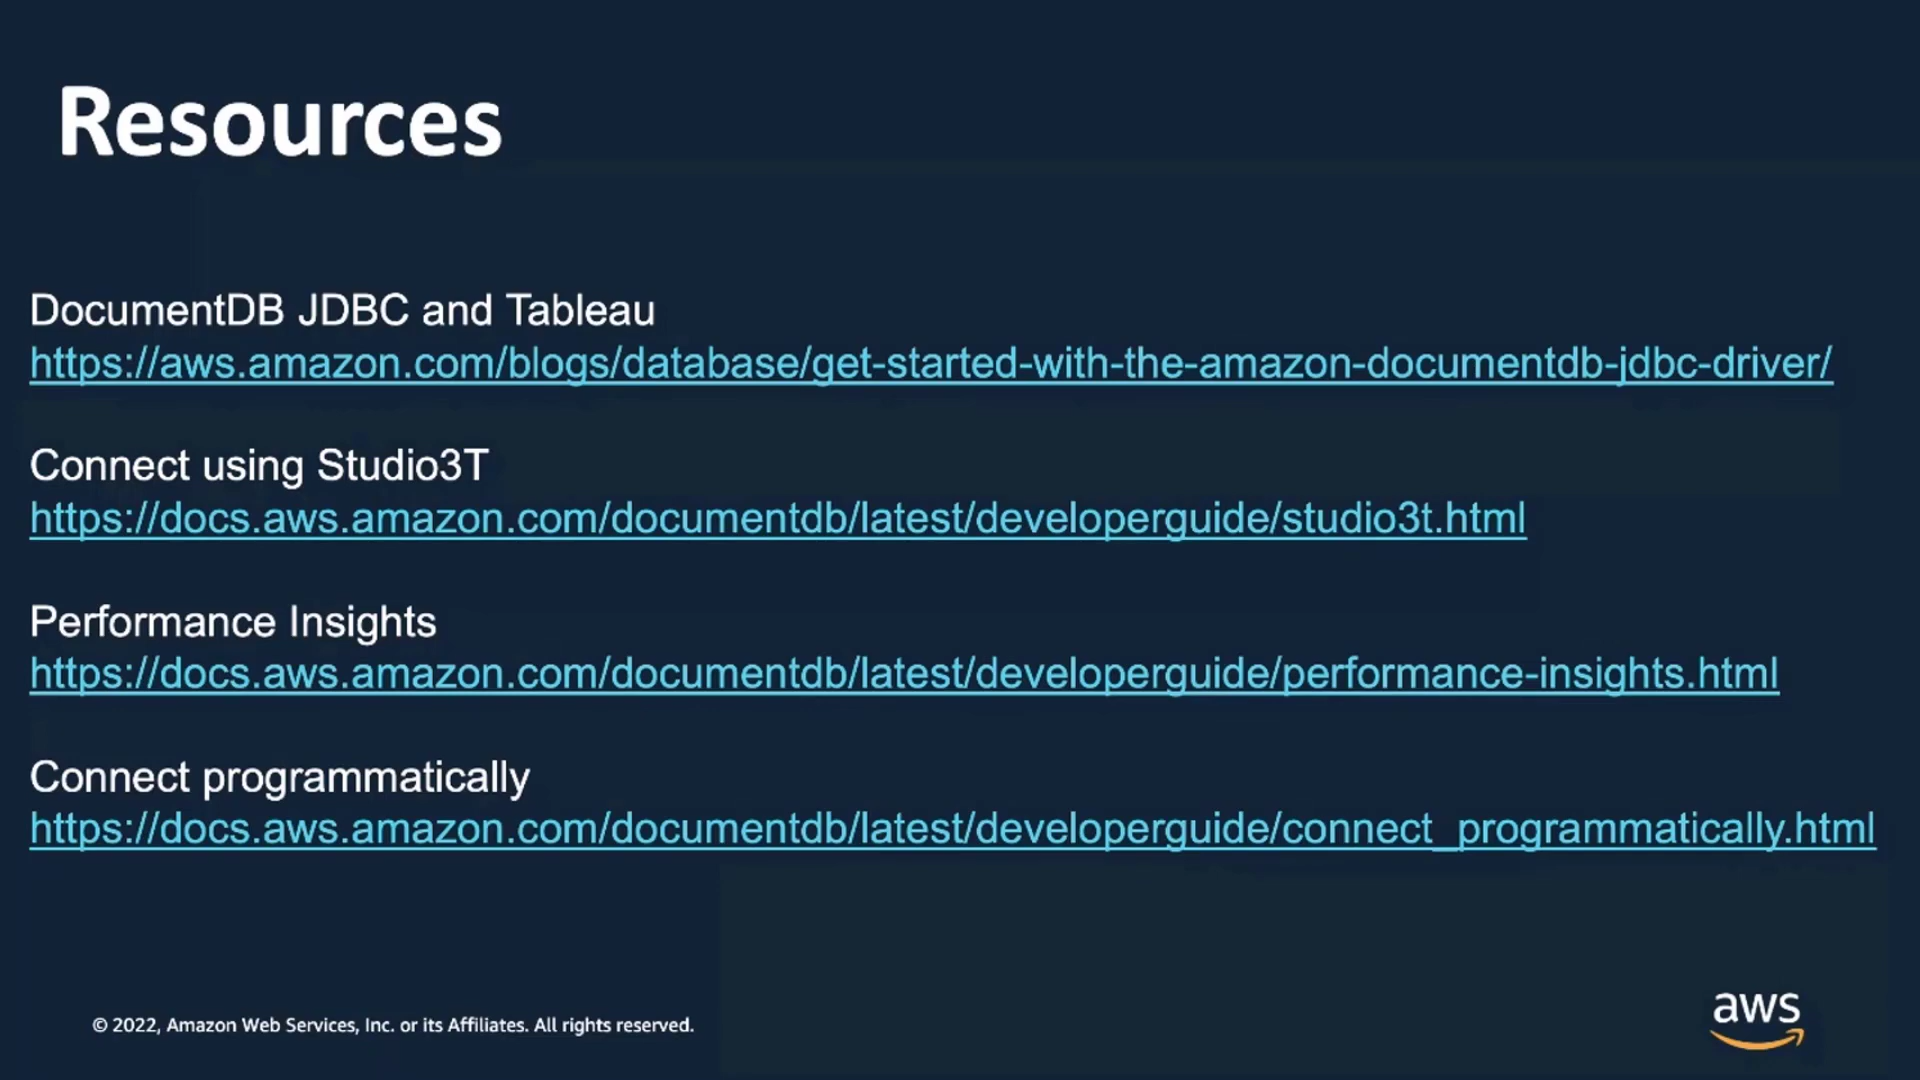 Resources
DocumentDB JDBC and Tableau
https://aws.amazon.com/blogs/database/get-started-with-the-amazon-documentdb-jdbc-driver/
Connect using Studio3T
https://docs.aws.amazon.com/documentdb/latest/developerguide/studio3t.html
Performance Insights
https://docs.aws.amazon.com/documentdb/latest/developerguide/performance-insights.html
Connect programmatically
https://docs.aws.amazon.com/documentdb/latest/developerguide/connect_programmatically.html
© 2022, Amazon Web Services, Inc. or its Affiliates. All rights reserved.
aws